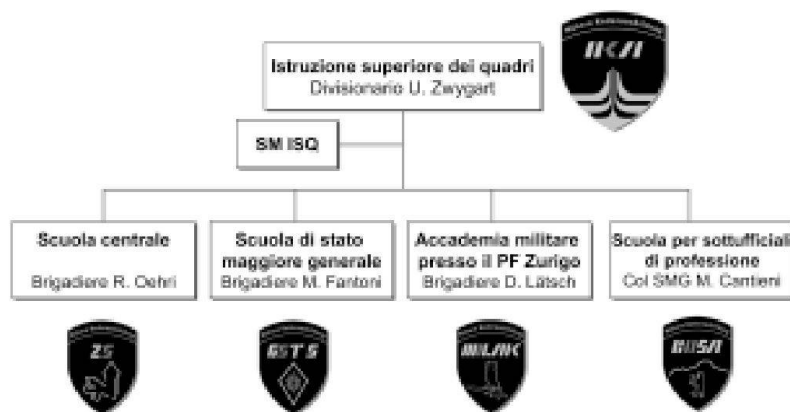 HKA
Istruzione superiore dei quadri
Divisionario U. Zwygart
SM ISQ
Scuola centrale
Brigadiere R. Oehri
Scuola di stato
maggiore generale
Brigadiere M. Fantoni
Accademia militare
presso il PF Zurigo
Brigadiere D. Lätsch
Scuola per sottufficiali
di professione
Col SMG M. Cantieni
ZS
GST S
MILAK
BUSA